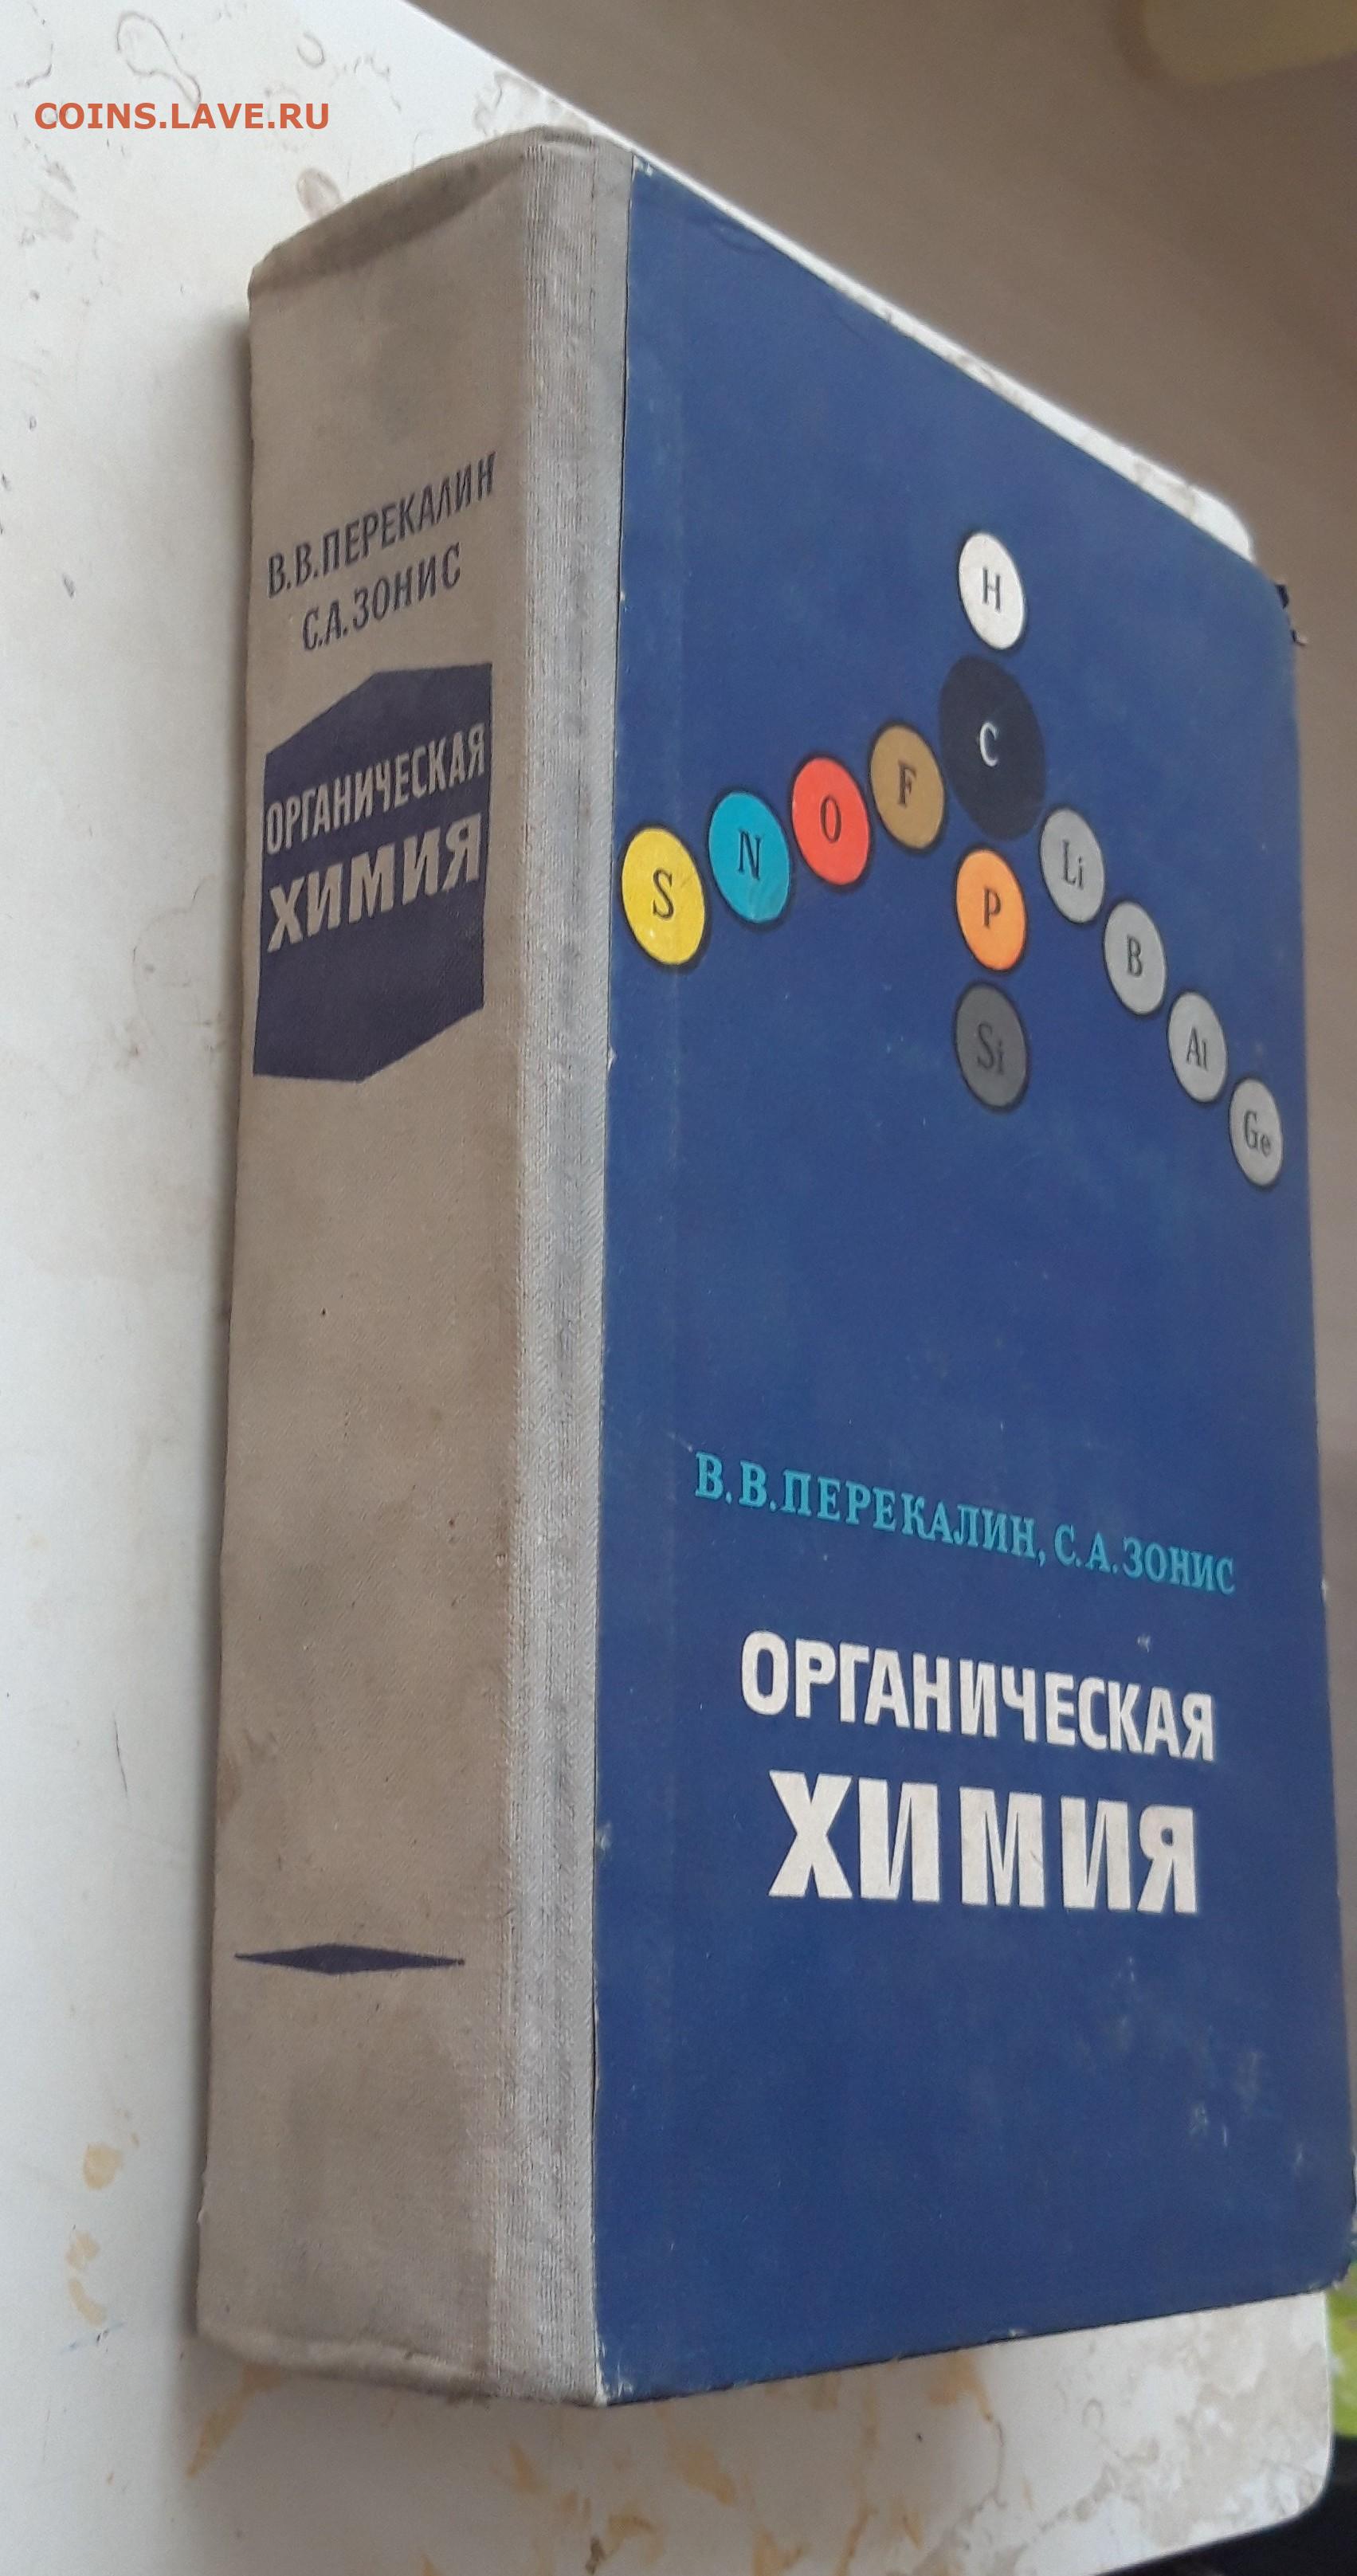 COINS.LAVE.RU
В.В.ПЕРЕКАЛИН
С.А.ЗОНИС
ОРГАНИЧЕСКАЯ
ХИМИЯ
H
C
S N O F
P
Si
Li
B
Al
Ge
В.В.ПЕРЕКАЛИН, С.А.ЗОНИС
ОРГАНИЧЕСКАЯ
ХИМИЯ